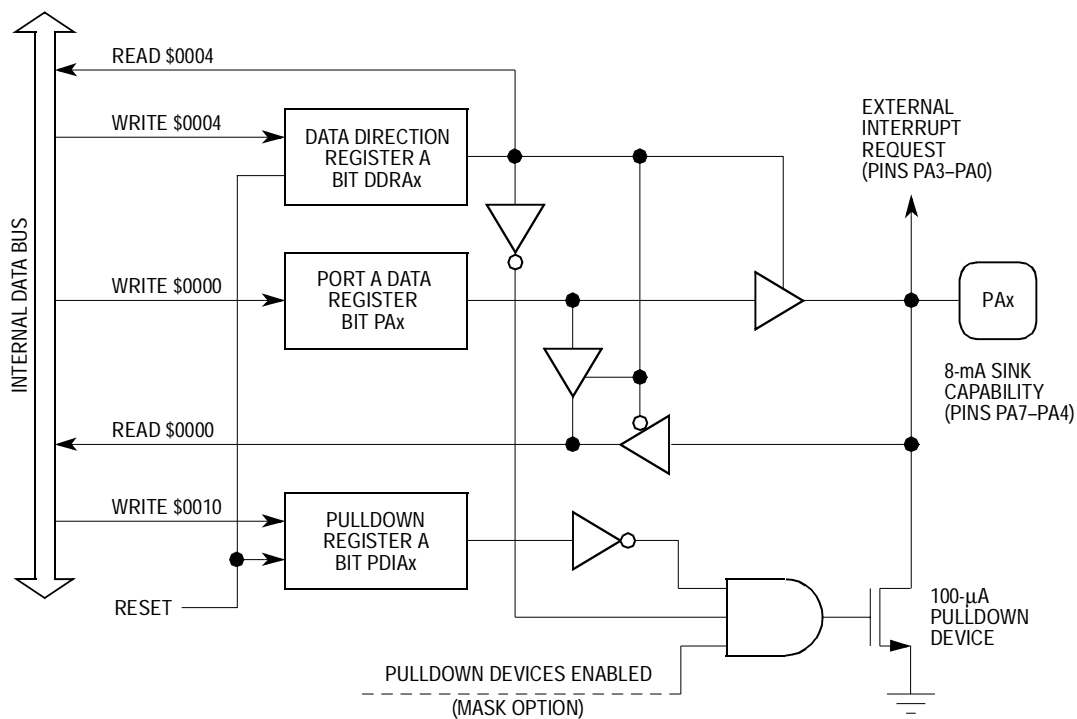 READ $0004
WRITE $0004
DATA DIRECTION
REGISTER A
BIT DDRAx
EXTERNAL
INTERRUPT
REQUEST
(PINS PA3–PA0)
INTERNAL DATA BUS
WRITE $0000
PORT A DATA
REGISTER
BIT PAx
PAx
8-mA SINK
CAPABILITY
(PINS PA7–PA4)
READ $0000
WRITE $0010
PULLDOWN
REGISTER A
BIT PDIAx
RESET
100-µA
PULLDOWN
DEVICE
PULLDOWN DEVICES ENABLED
(MASK OPTION)